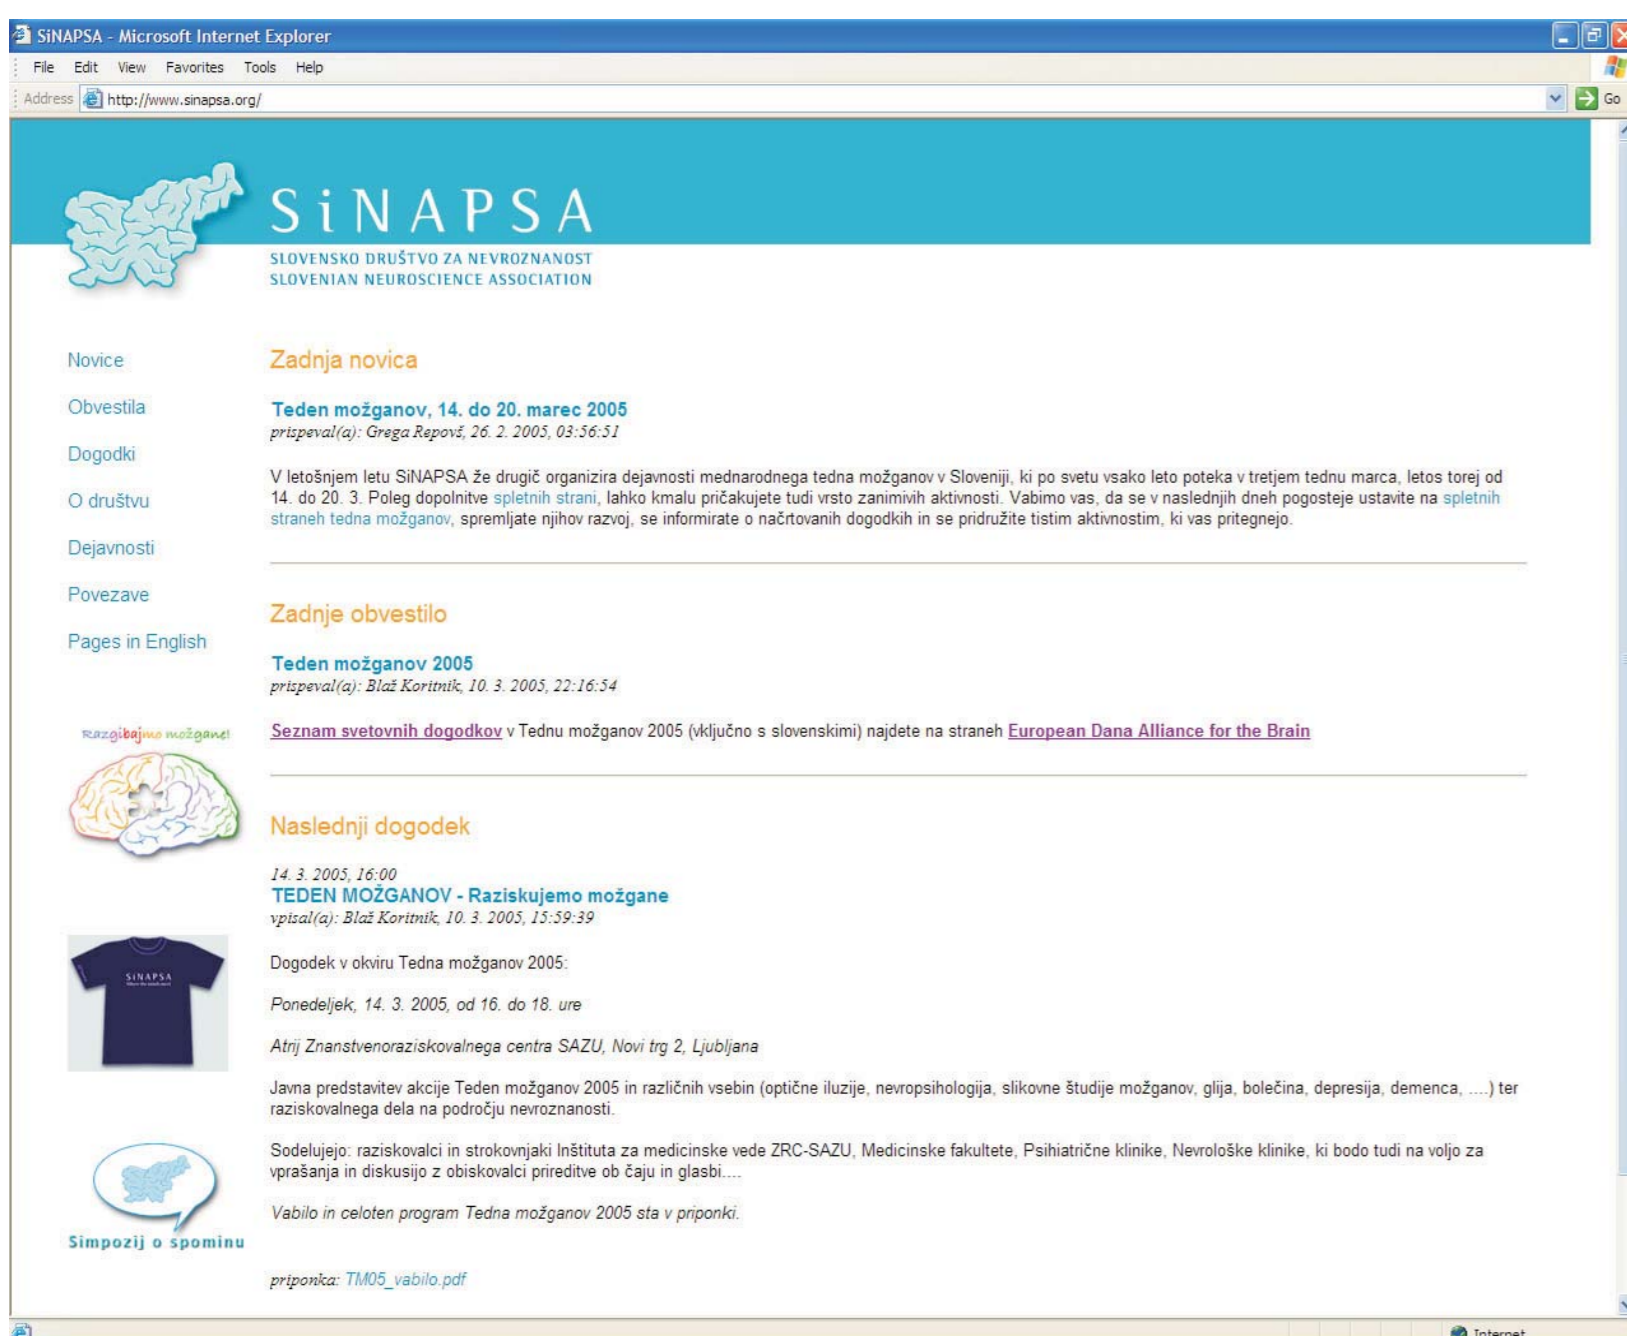 SiNAPSA - Microsoft Internet Explorer
File Edit View Favorites Tools Help
Address http://www.sinapsa.org/ Go
SiNAPSA
SLOVENSKO DRUŠTVO ZA NEVROZNANOST
SLOVENIAN NEUROSCIENCE ASSOCIATION
Novice
Obvestila
Dogodki
O društvu
Dejavnosti
Povezave
Pages in English
Razgibajmo možgane!
SiNAPSA
Simpozij o spominu
Zadnja novica
Teden možganov, 14. do 20. marec 2005
prispeval(a): Grega Repovš, 26. 2. 2005, 03:56:51
V letošnjem letu SiNAPSA že drugič organizira dejavnosti mednarodnega tedna možganov v Sloveniji, ki po svetu vsako leto poteka v tretjem tednu marca, letos torej od
14. do 20. 3. Poleg dopolnitve spletnih strani, lahko kmalu pričakujete tudi vrsto zanimivih aktivnosti. Vabimo vas, da se v naslednjih dneh pogosteje ustavite na spletnih
straneh tedna možganov, spremljate njihov razvoj, se informirate o načrtovanih dogodkih in se pridružite tistim aktivnostim, ki vas pritegnejo.
Zadnje obvestilo
Teden možganov 2005
prispeval(a): Blaž Koritnik, 10. 3. 2005, 22:16:54
Seznam svetovnih dogodkov v Tednu možganov 2005 (vključno s slovenskimi) najdete na straneh European Dana Alliance for the Brain
Naslednji dogodek
14. 3. 2005, 16:00
TEDEN MOŽGANOV - Raziskujemo možgane
vpisal(a): Blaž Koritnik, 10. 3. 2005, 15:59:39
Dogodek v okviru Tedna možganov 2005:
Ponedeljek, 14. 3. 2005, od 16. do 18. ure
Atrij Znanstvenoraziskovalnega centra SAZU, Novi trg 2, Ljubljana
Javna predstavitev akcije Teden možganov 2005 in različnih vsebin (optične iluzije, nevropsihologija, slikovne študije možganov, glija, bolečina, depresija, demenca, ....) ter
raziskovalnega dela na področju nevroznanosti.
Sodelujejo: raziskovalci in strokovnjaki Inštituta za medicinske vede ZRC-SAZU, Medicinske fakultete, Psihiatrične klinike, Nevrološke klinike, ki bodo tudi na voljo za
vprašanja in diskusijo z obiskovalci prireditve ob čaju in glasbi....
Vabilo in celoten program Tedna možganov 2005 sta v priponki.
priponka: TM05_vabilo.pdf
Internet